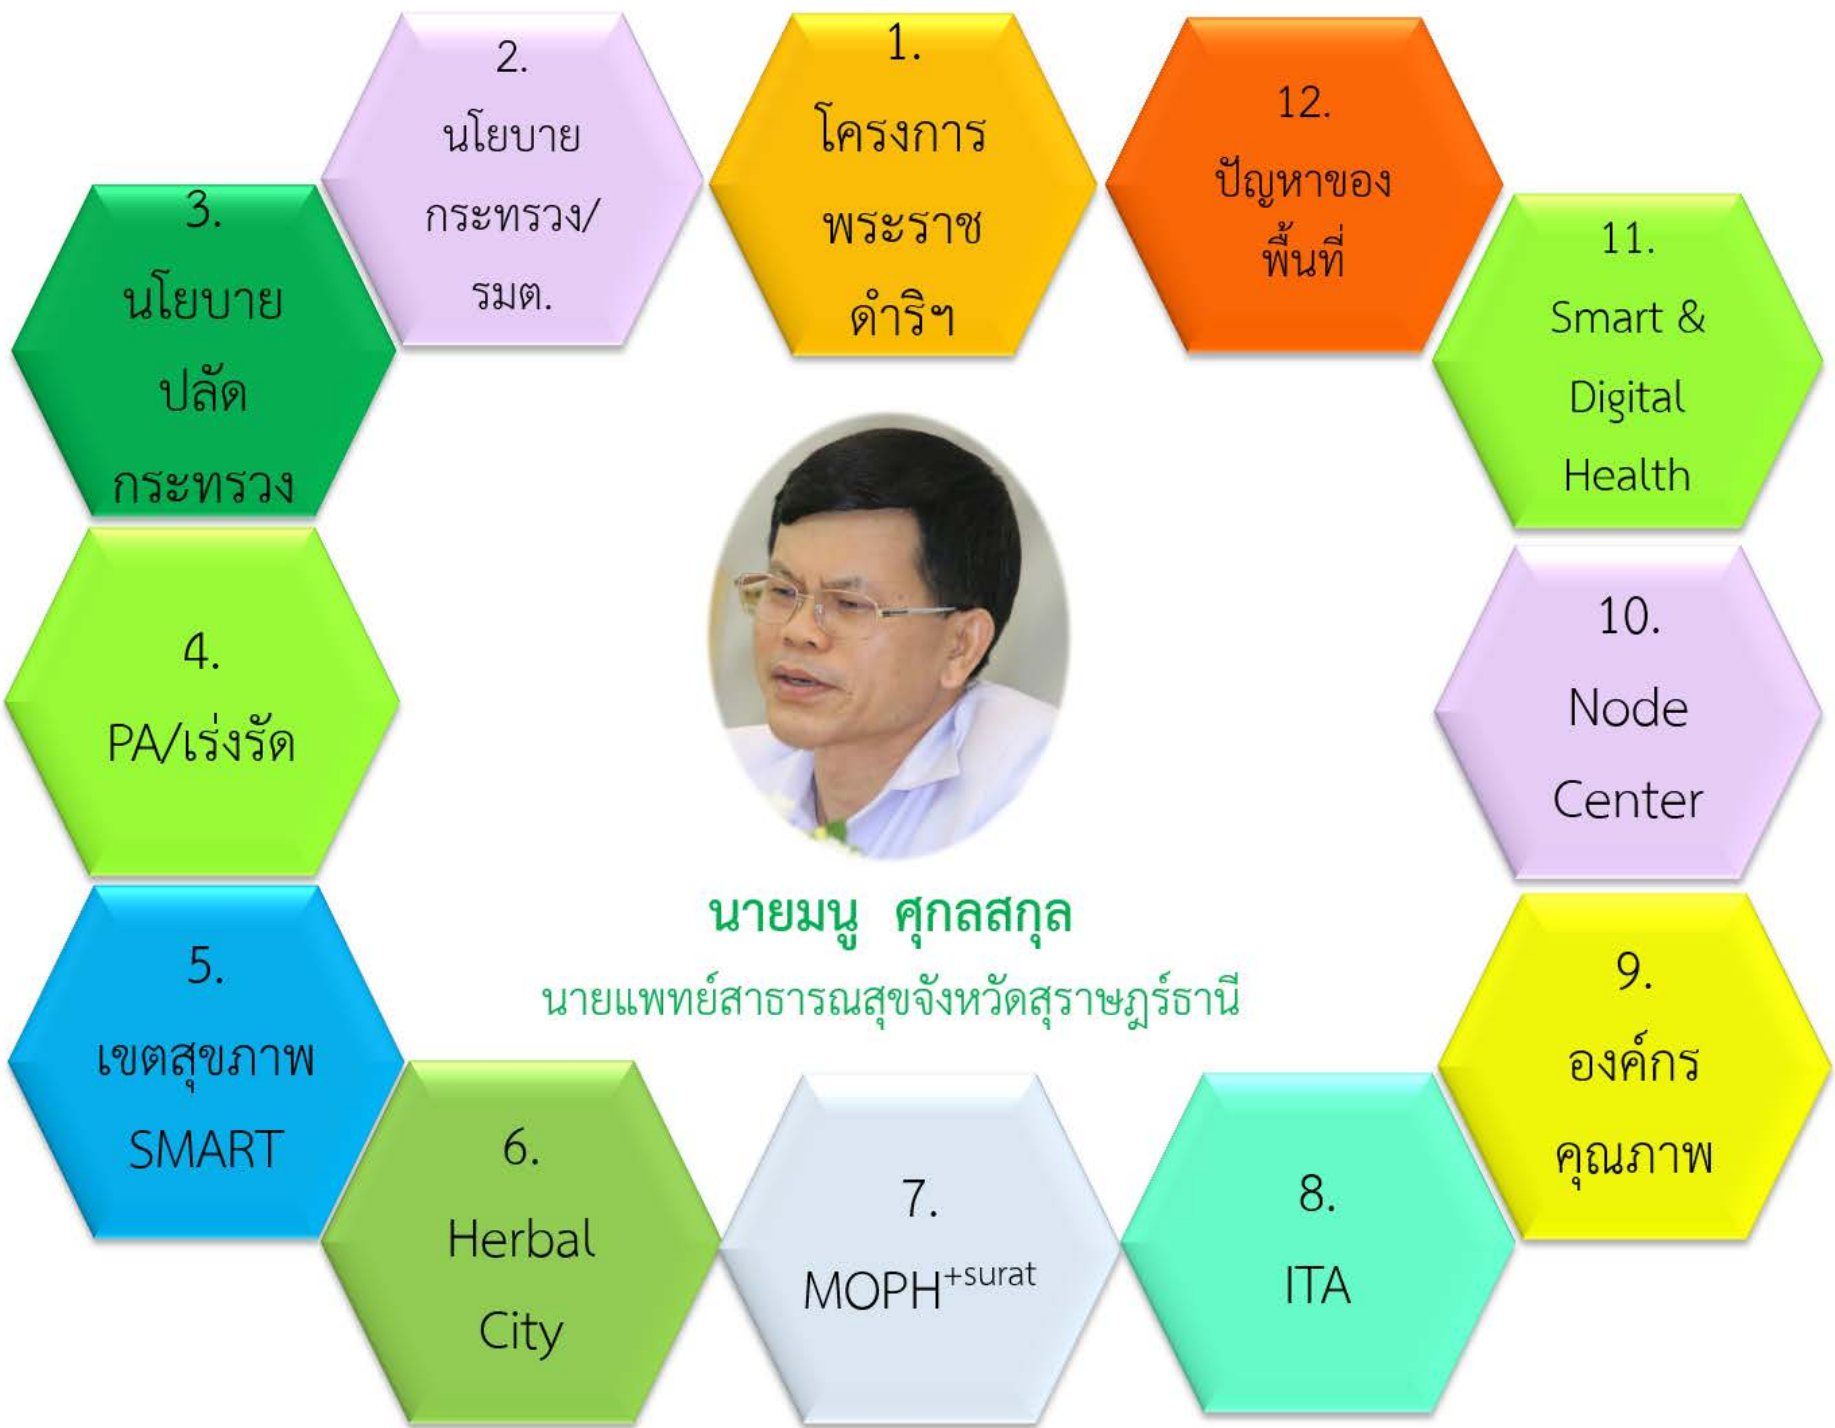 1.
โครงการ
พระราช
ดำริฯ
2.
นโยบาย
กระทรวง/
รมต.
3.
นโยบาย
ปลัด
กระทรวง
4.
PA/เร่งรัด
5.
เขตสุขภาพ
SMART
6.
Herbal
City
7.
MOPH+surat
8.
ITA
9.
องค์กร
คุณภาพ
10.
Node
Center
11.
Smart &
Digital
Health
12.
ปัญหาของ
พื้นที่
นายมนู ศุกลสกุล
นายแพทย์สาธารณสุขจังหวัดสุราษฎร์ธานี